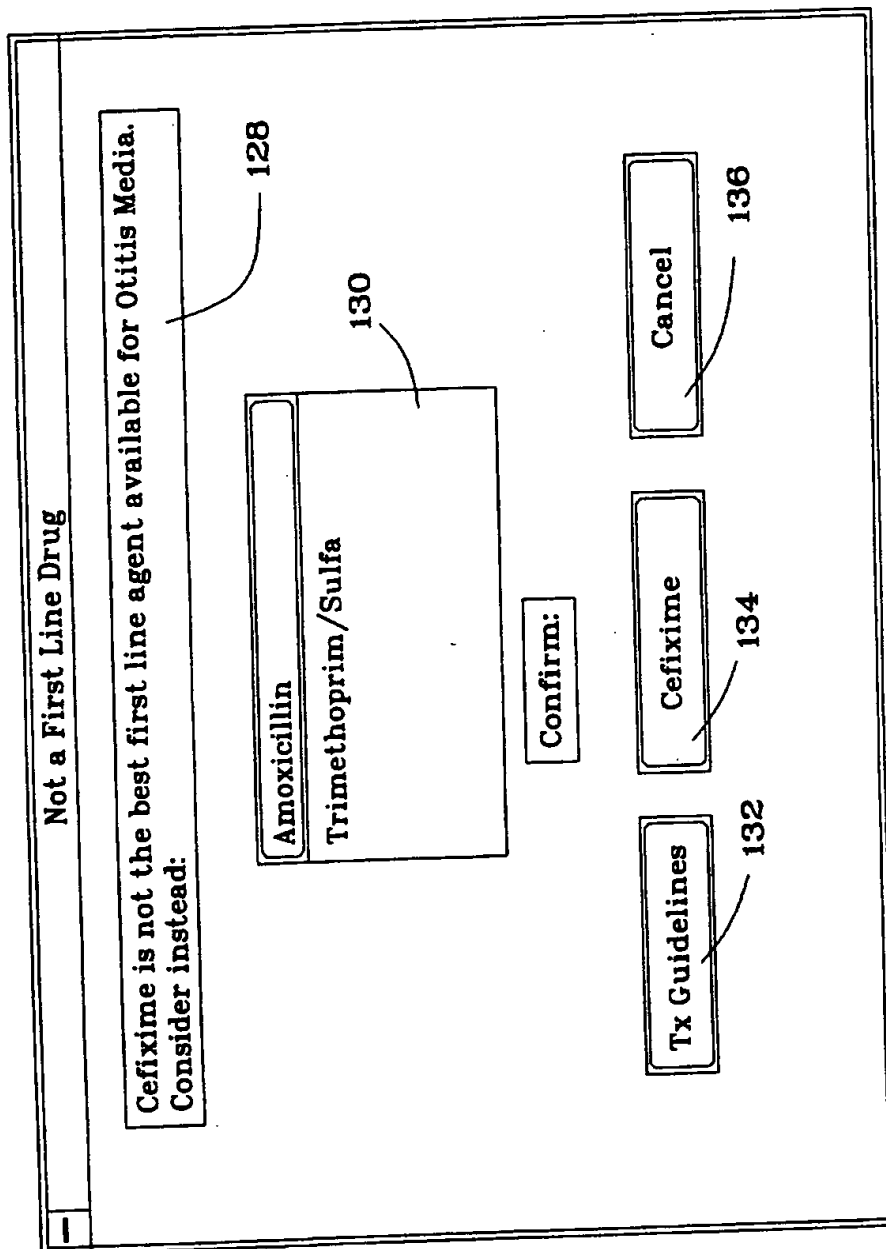 Not a First Line Drug
Cefixime is not the best first line agent available for Otitis Media.
Consider instead:
128
Amoxicillin
Trimethoprim/Sulfa
130
Confirm:
Tx Guidelines
Cefixime
Cancel
132
134
136